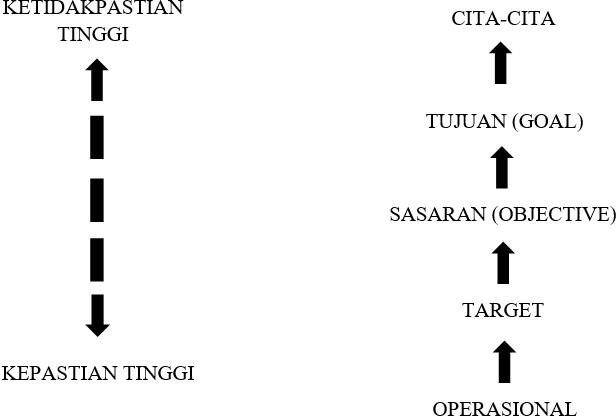 KETIDAKPASTIAN
TINGGI
KEPASTIAN TINGGI
CITA-CITA
TUJUAN (GOAL)
SASARAN (OBJECTIVE)
TARGET
OPERASIONAL